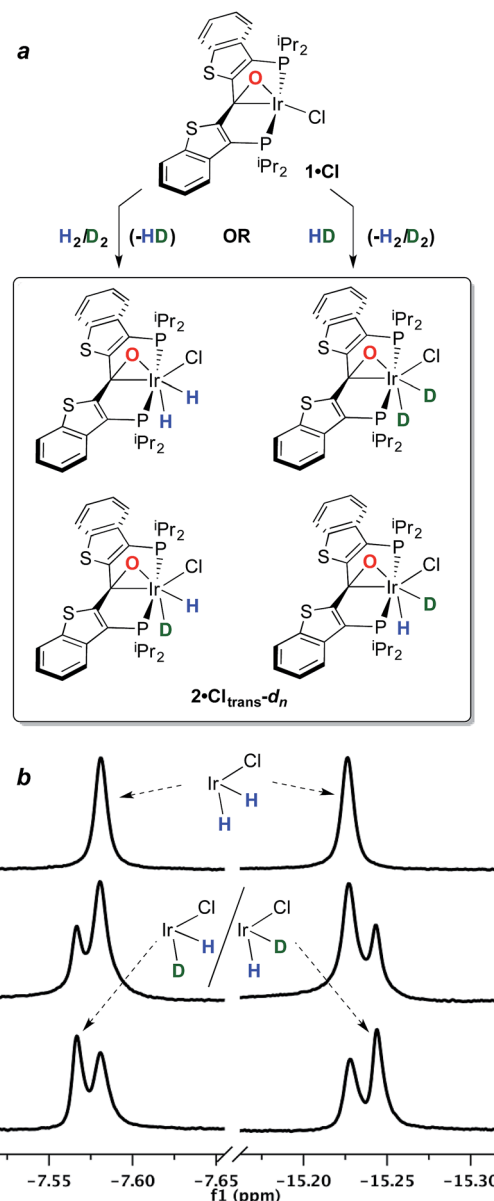 a
iPr2
S
P
O
Ir
Cl
S
P
iPr2
1•Cl
H2/D2 (-HD) OR HD (-H2/D2)
iPr2 iPr2
S P Cl S P Cl
O Ir O Ir
H D
S H S D
P P
iPr2 iPr2
iPr2 iPr2
S P Cl S P Cl
O Ir O Ir
H D
S D S H
P P
iPr2 iPr2
2•Cltrans-dn
b
Cl
Ir
H
H
Cl Cl
Ir H / Ir D
D H
-7.55 -7.60 -7.65 -15.20 -15.25 -15.30
f1 (ppm)